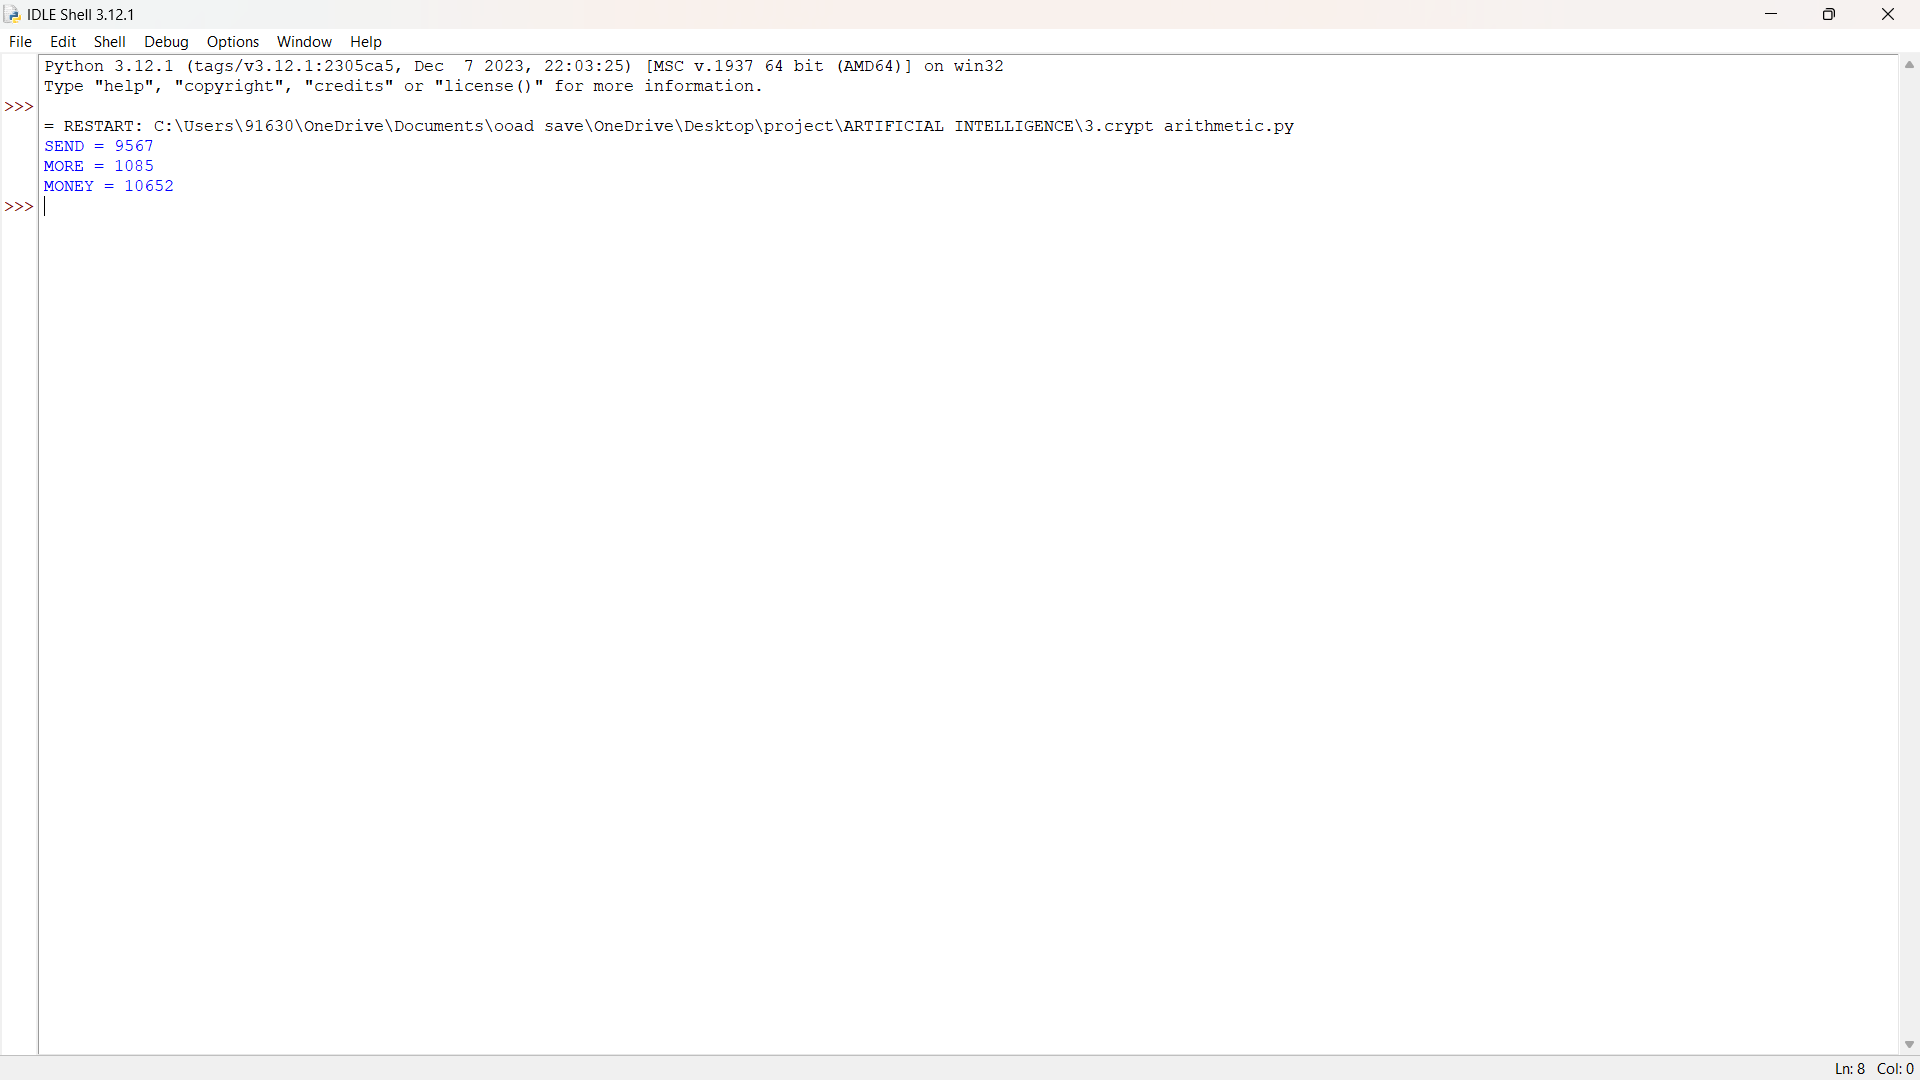 IDLE Shell 3.12.1
File Edit Shell Debug Options Window Help
Python 3.12.1 (tags/v3.12.1:2305ca5, Dec  7 2023, 22:03:25) [MSC v.1937 64 bit (AMD64)] on win32
Type "help", "copyright", "credits" or "license()" for more information.
>>>
= RESTART: C:\Users\91630\OneDrive\Documents\ooad save\OneDrive\Desktop\project\ARTIFICIAL INTELLIGENCE\3.crypt arithmetic.py
SEND = 9567
MORE = 1085
MONEY = 10652
>>>
Ln: 8 Col: 0